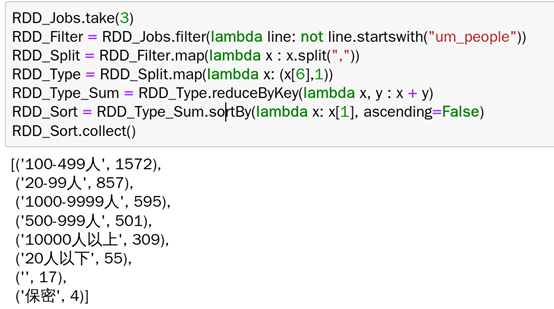 RDD_Jobs.take(3)
RDD_Filter = RDD_Jobs.filter(lambda line: not line.startswith("um_people"))
RDD_Split = RDD_Filter.map(lambda x : x.split(","))
RDD_Type = RDD_Split.map(lambda x: (x[6],1))
RDD_Type_Sum = RDD_Type.reduceByKey(lambda x, y : x + y)
RDD_Sort = RDD_Type_Sum.sortBy(lambda x: x[1], ascending=False)
RDD_Sort.collect()
[('100-499人', 1572),
('20-99人', 857),
('1000-9999人', 595),
('500-999人', 501),
('10000人以上', 309),
('20人以下', 55),
('', 17),
('保密', 4)]